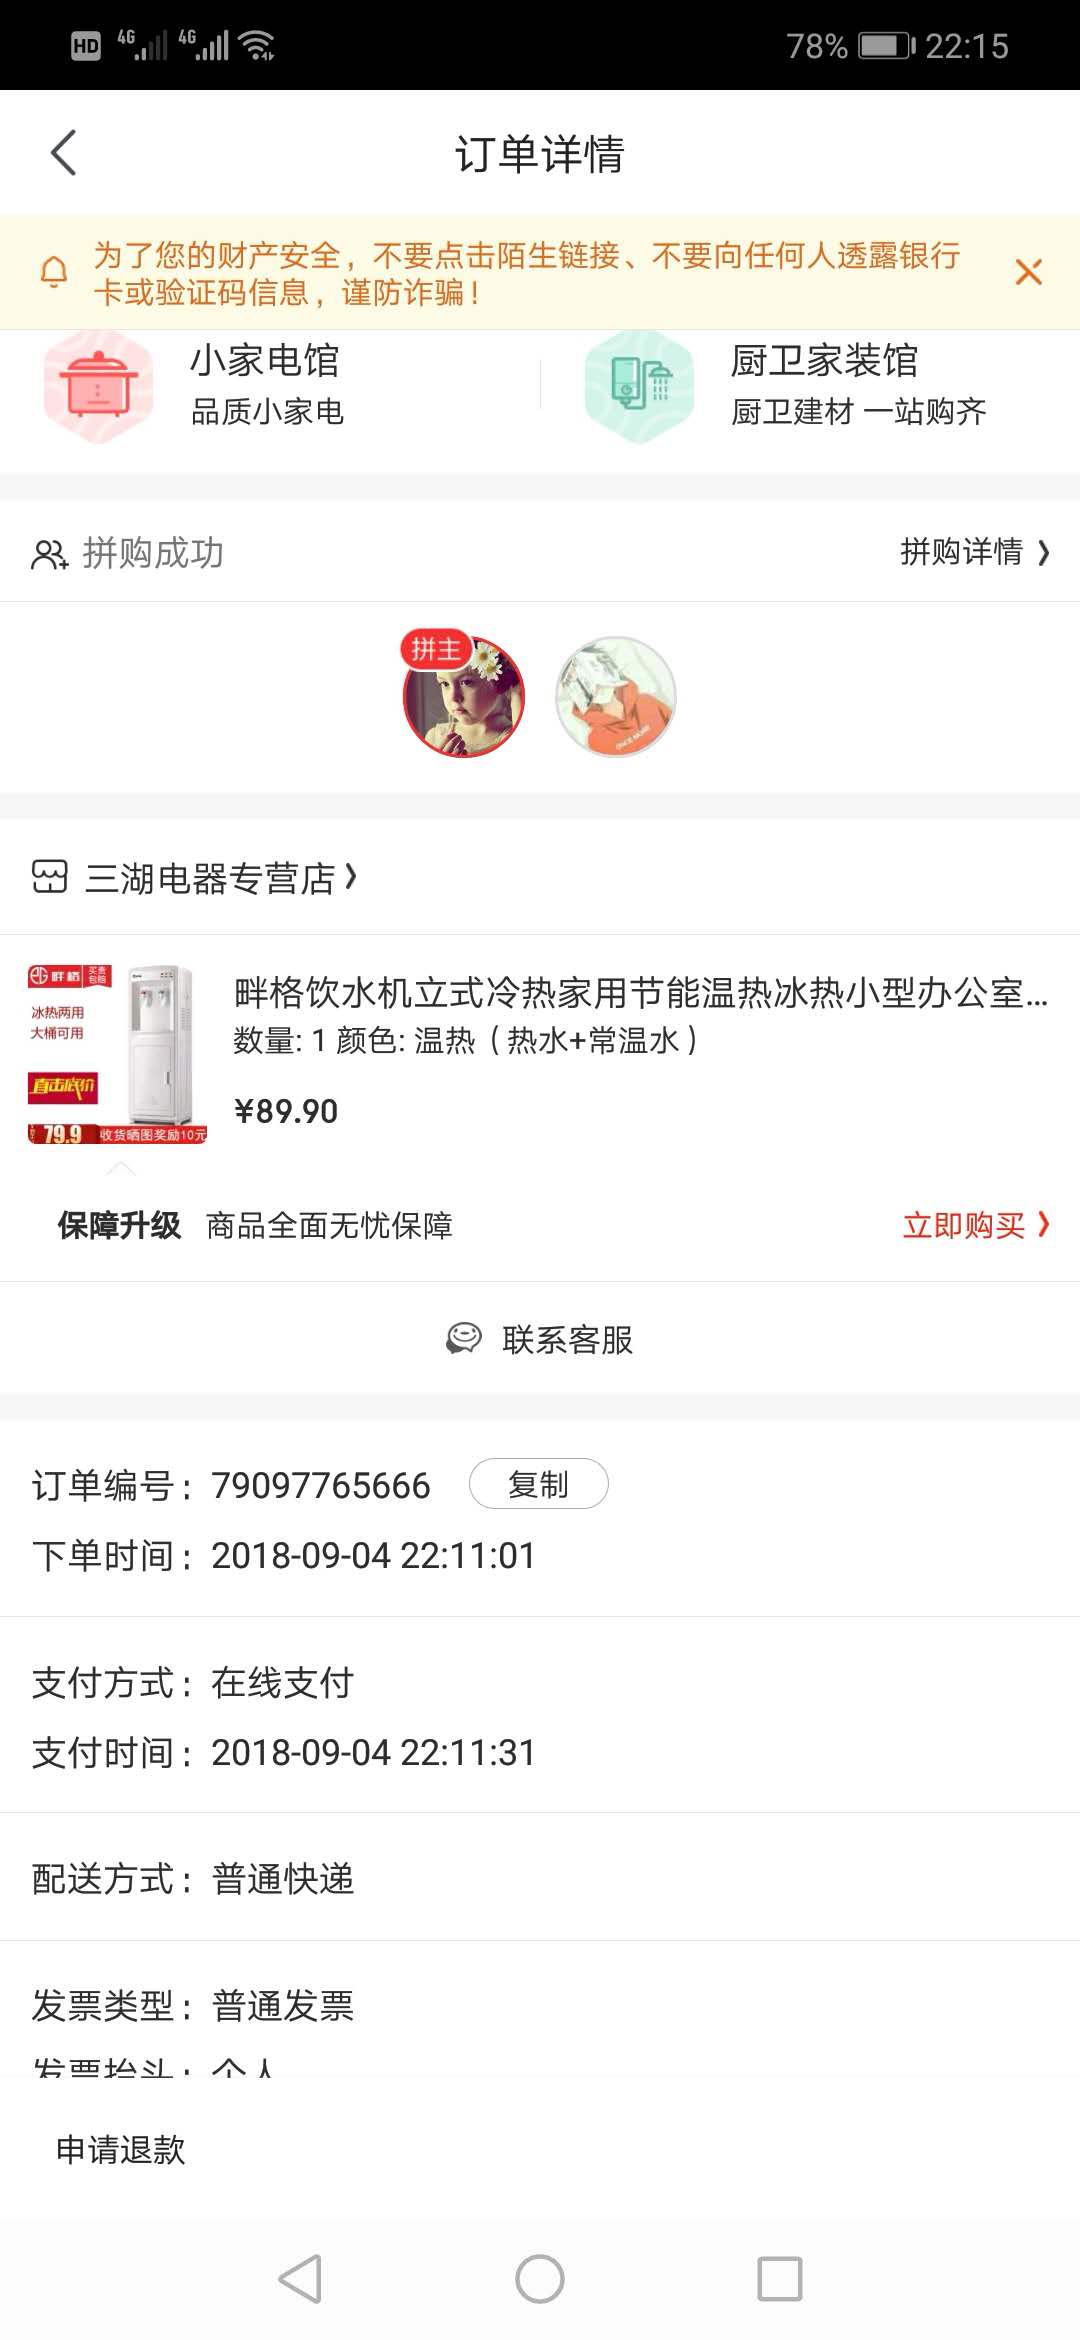 HD 4G 4G 78% 22:15
订单详情
为了您的财产安全，不要点击陌生链接、不要向任何人透露银行
卡或验证码信息，谨防诈骗！
小家电馆
品质小家电
厨卫家装馆
厨卫建材 一站购齐
拼购成功
拼购详情
拼主
三湖电器专营店
畔格 买贵包赔
冰热两用
大桶可用
直击底价
79.9 收货晒图奖励10元
畔格饮水机立式冷热家用节能温热冰热小型办公室...
数量: 1 颜色: 温热（热水+常温水）
¥89.90
保障升级 商品全面无忧保障 立即购买
联系客服
订单编号：79097765666 复制
下单时间：2018-09-04 22:11:01
支付方式：在线支付
支付时间：2018-09-04 22:11:31
配送方式：普通快递
发票类型：普通发票
发票抬头：个人
申请退款